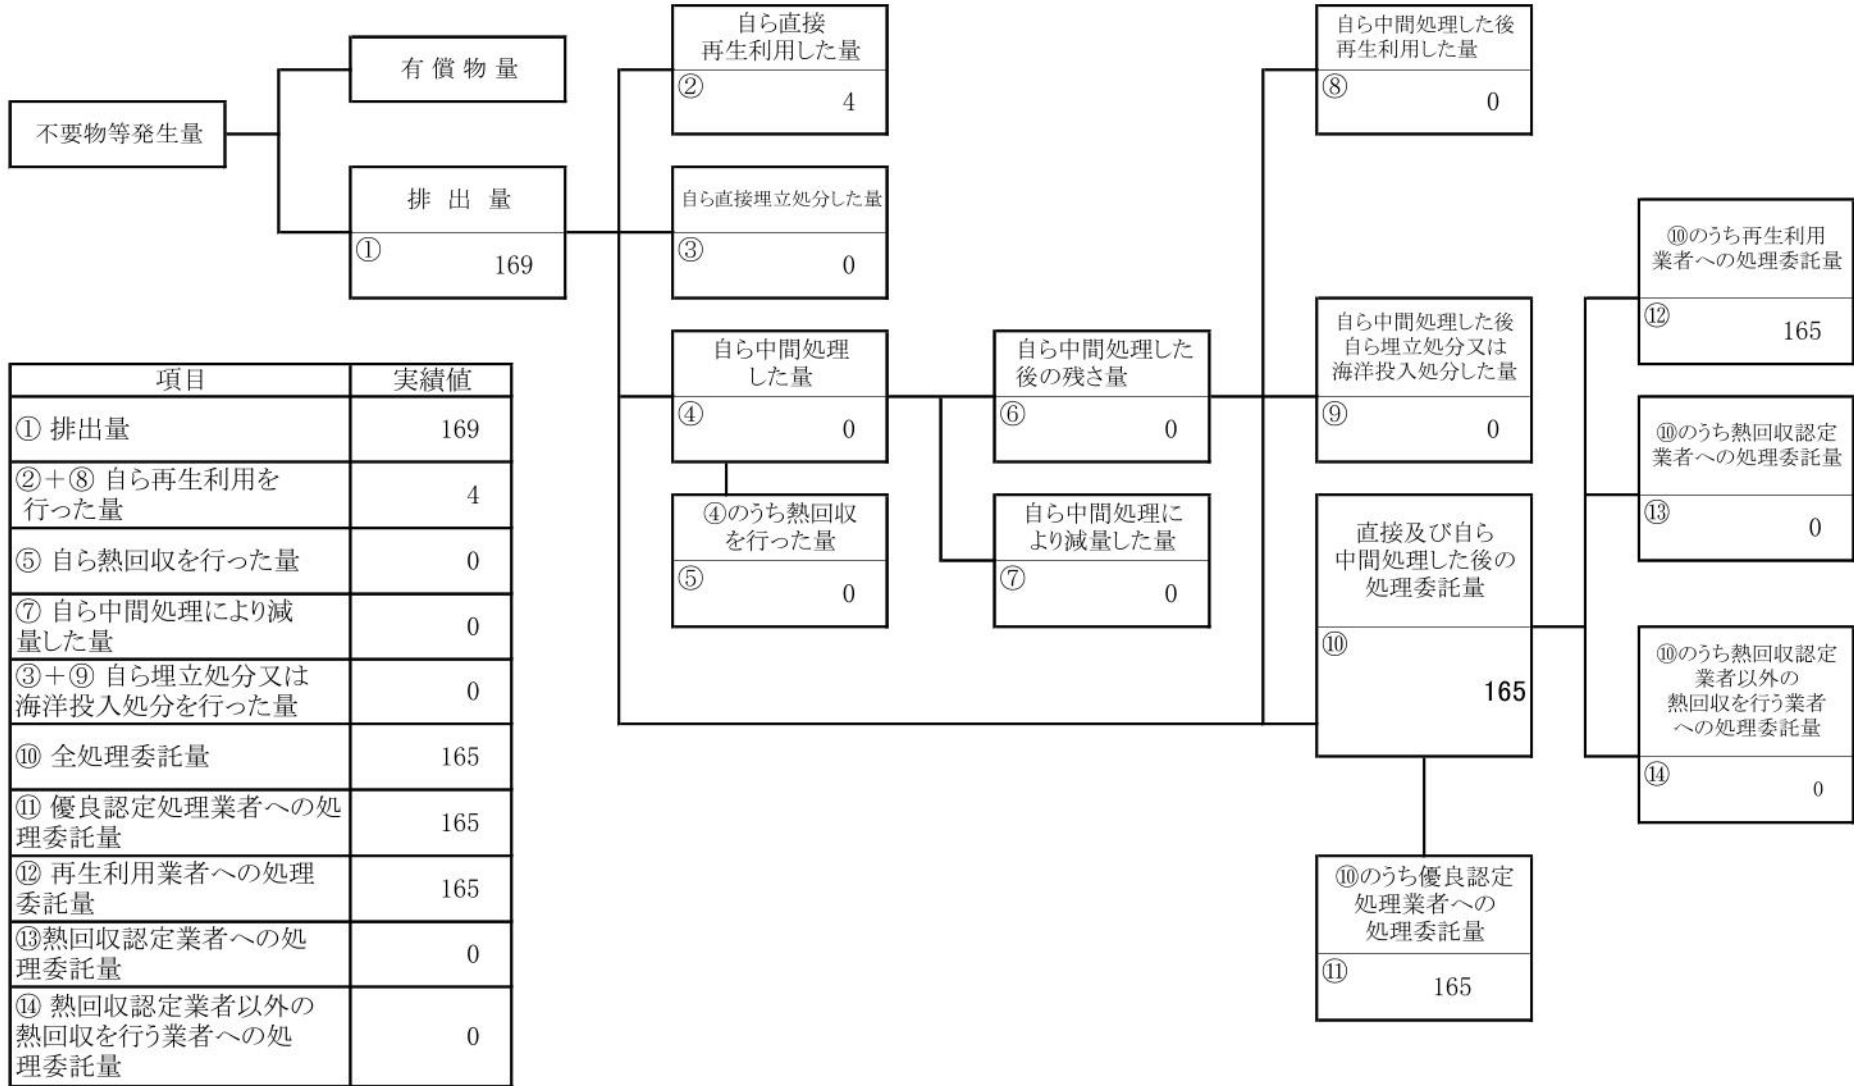 不要物等発生量
有償物量
排出量
①
169
自ら直接
再生利用した量
②
4
自ら直接埋立処分した量
③
0
自ら中間処理
した量
④
0
④のうち熱回収
を行った量
⑤
0
自ら中間処理した
後の残さ量
⑥
0
自ら中間処理に
より減量した量
⑦
0
自ら中間処理した後
再生利用した量
⑧
0
自ら中間処理した後
自ら埋立処分又は
海洋投入処分した量
⑨
0
直接及び自ら
中間処理した後の
処理委託量
⑩
165
⑩のうち優良認定
処理業者への
処理委託量
⑪
165
⑩のうち再生利用
業者への処理委託量
⑫
165
⑩のうち熱回収認定
業者への処理委託量
⑬
0
⑩のうち熱回収認定
業者以外の
熱回収を行う業者
への処理委託量
⑭
0
項目 実績値
① 排出量 169
②＋⑧ 自ら再生利用を
行った量 4
⑤ 自ら熱回収を行った量 0
⑦ 自ら中間処理により減
量した量 0
③＋⑨ 自ら埋立処分又は
海洋投入処分を行った量 0
⑩ 全処理委託量 165
⑪ 優良認定処理業者への処
理委託量 165
⑫ 再生利用業者への処理
委託量 165
⑬熱回収認定業者への処
理委託量 0
⑭ 熱回収認定業者以外の
熱回収を行う業者への処
理委託量 0